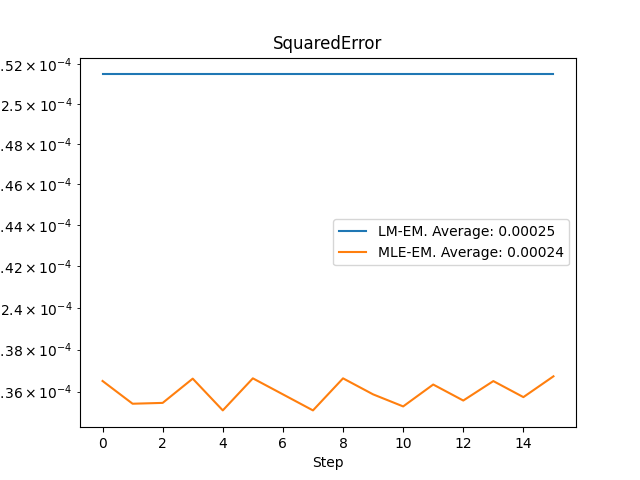 SquaredError
.52 × 10⁻⁴
2.5 × 10⁻⁴
.48 × 10⁻⁴
.46 × 10⁻⁴
.44 × 10⁻⁴
.42 × 10⁻⁴
2.4 × 10⁻⁴
.38 × 10⁻⁴
.36 × 10⁻⁴
LM-EM. Average: 0.00025
MLE-EM. Average: 0.00024
0 2 4 6 8 10 12 14
Step